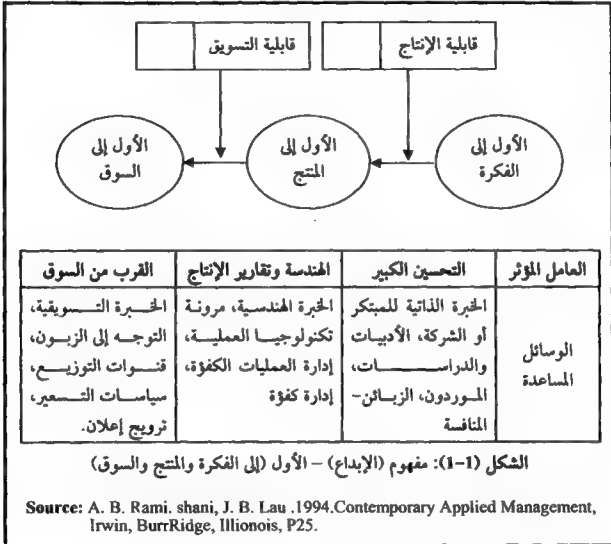 قابلية الإنتاج
قابلية التسويق
الأول إلى
الفكرة
الأول إلى
المنتج
الأول إلى
السوق
العامل المؤثر
التحسين الكبير
الهندسة وتقارير الإنتاج
القرب من السوق
الوسائل
المساعدة
الخبرة الذاتية للمبتكر
أو الشركة، الأدبيات
والدراسات،
الموردون، الزبائن-
المنافسة
الخبرة الهندسية، مرونة
تكنولوجيا العملية،
إدارة العمليات الكفؤة،
إدارة كفؤة
الخبرة التسويقية،
التوجه إلى الزبون،
قنوات التوزيع،
سياسات التسعير،
ترويج إعلان.
الشكل (1-1): مفهوم (الإبداع) – الأول (إلى الفكرة والمنتج والسوق)
Source: A. B. Rami. shani, J. B. Lau .1994.Contemporary Applied Management,
Irwin, BurrRidge, Illionois, P25.